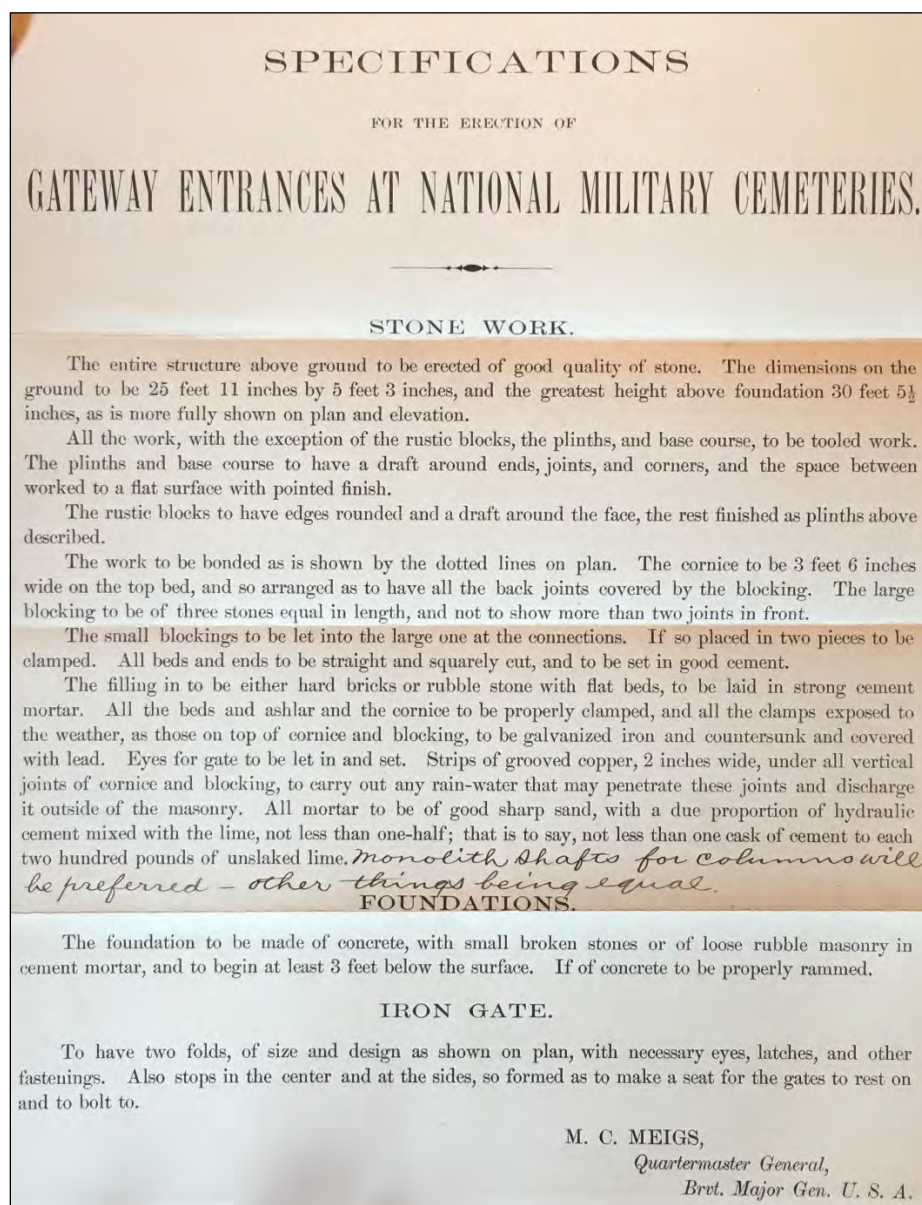 SPECIFICATIONS
FOR THE ERECTION OF
GATEWAY ENTRANCES AT NATIONAL MILITARY CEMETERIES.
STONE WORK.
The entire structure above ground to be erected of good quality of stone. The dimensions on the
ground to be 25 feet 11 inches by 5 feet 3 inches, and the greatest height above foundation 30 feet 5½
inches, as is more fully shown on plan and elevation.
All the work, with the exception of the rustic blocks, the plinths, and base course, to be tooled work.
The plinths and base course to have a draft around ends, joints, and corners, and the space between
worked to a flat surface with pointed finish.
The rustic blocks to have edges rounded and a draft around the face, the rest finished as plinths above
described.
The work to be bonded as is shown by the dotted lines on plan. The cornice to be 3 feet 6 inches
wide on the top bed, and so arranged as to have all the back joints covered by the blocking. The large
blocking to be of three stones equal in length, and not to show more than two joints in front.
The small blockings to be let into the large one at the connections. If so placed in two pieces to be
clamped. All beds and ends to be straight and squarely cut, and to be set in good cement.
The filling in to be either hard bricks or rubble stone with flat beds, to be laid in strong cement
mortar. All the beds and ashlar and the cornice to be properly clamped, and all the clamps exposed to
the weather, as those on top of cornice and blocking, to be galvanized iron and countersunk and covered
with lead. Eyes for gate to be let in and set. Strips of grooved copper, 2 inches wide, under all vertical
joints of cornice and blocking, to carry out any rain-water that may penetrate these joints and discharge
it outside of the masonry. All mortar to be of good sharp sand, with a due proportion of hydraulic
cement mixed with the lime, not less than one-half; that is to say, not less than one cask of cement to each
two hundred pounds of unslaked lime. Monolith shafts for columns will
be preferred – other things being equal.
FOUNDATIONS.
The foundation to be made of concrete, with small broken stones or of loose rubble masonry in
cement mortar, and to begin at least 3 feet below the surface. If of concrete to be properly rammed.
IRON GATE.
To have two folds, of size and design as shown on plan, with necessary eyes, latches, and other
fastenings. Also stops in the center and at the sides, so formed as to make a seat for the gates to rest on
and to bolt to.
M. C. MEIGS,
Quartermaster General,
Brvt. Major Gen. U. S. A.